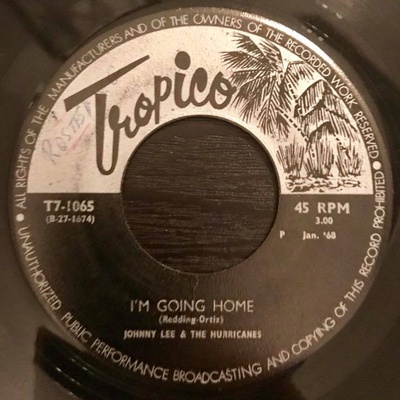 ALL RIGHTS OF THE MANUFACTURERS AND OF THE OWNERS OF THE RECORDED WORK RESERVED
Tropico
T7-1065
(B-27-1674)
45 RPM
3.00
P Jan. '68
I'M GOING HOME
(Redding-Ortiz)
JOHNNY LEE & THE HURRICANES
UNAUTHORIZED PUBLIC PERFORMANCE BROADCASTING AND COPYING OF THIS RECORD PROHIBITED